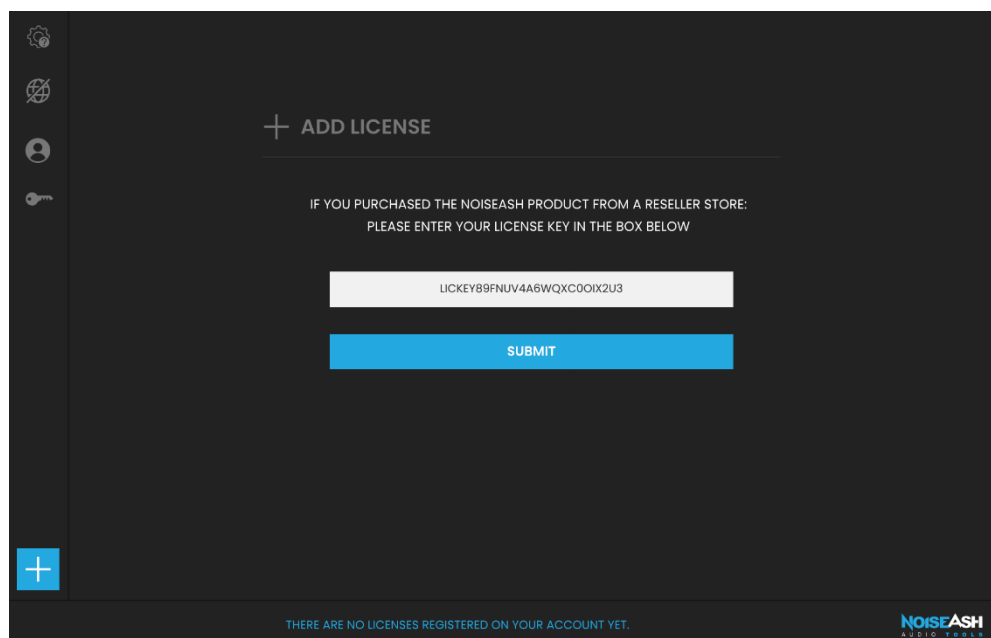 ADD LICENSE
IF YOU PURCHASED THE NOISEASH PRODUCT FROM A RESELLER STORE:
PLEASE ENTER YOUR LICENSE KEY IN THE BOX BELOW
LICKEY89FNUV4A6WQXC0OIX2U3
SUBMIT
THERE ARE NO LICENSES REGISTERED ON YOUR ACCOUNT YET.
NOISEASH
AUDIO TOOLS